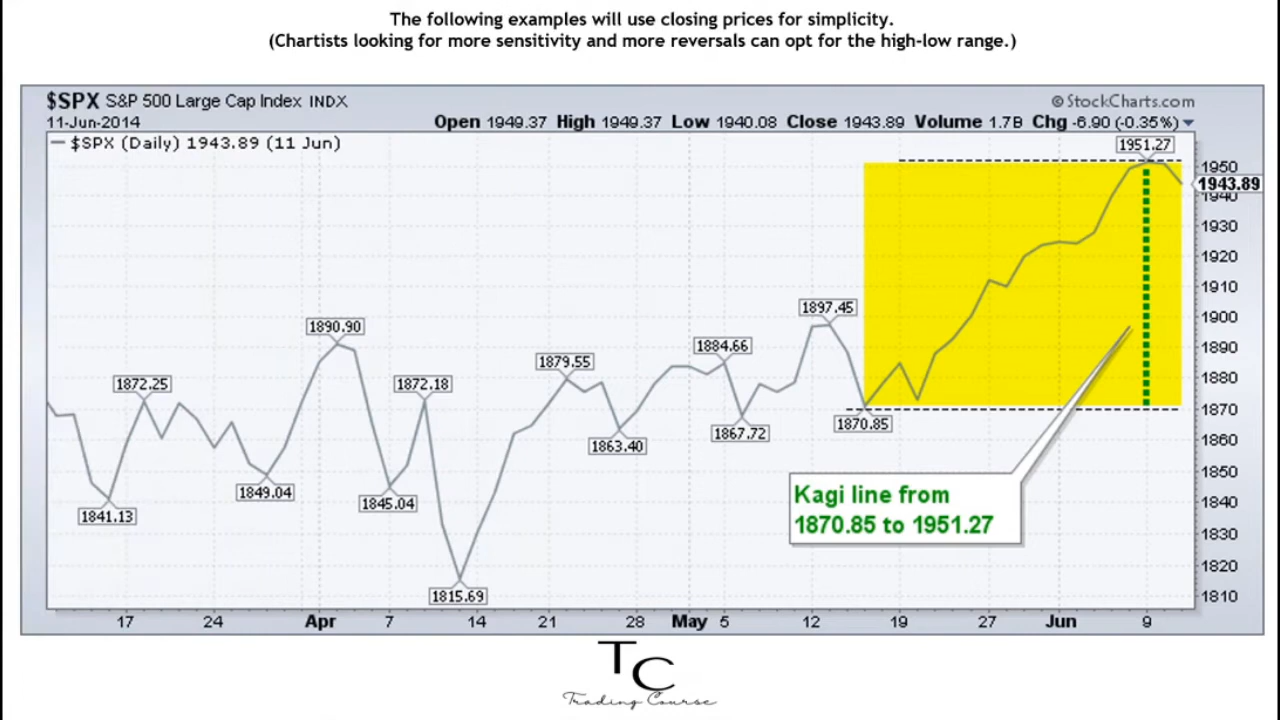 The following examples will use closing prices for simplicity.
(Chartists looking for more sensitivity and more reversals can opt for the high-low range.)
$SPX S&P 500 Large Cap Index INDX
© StockCharts.com
11-Jun-2014
Open 1949.37 High 1949.37 Low 1940.08 Close 1943.89 Volume 1.7B Chg -6.90 (-0.35%)
$SPX (Daily) 1943.89 (11 Jun)
1951.27
1950
1943.89
1940
1930
1920
1910
1900
1890
1880
1870
1860
1850
1840
1830
1820
1810
1897.45
1890.90
1884.66
1879.55
1872.25
1872.18
1870.85
1867.72
1863.40
1849.04
1845.04
1841.13
1815.69
Kagi line from
1870.85 to 1951.27
17 24 Apr 7 14 21 28 May 5 12 19 27 Jun 9
TC
Trading Course